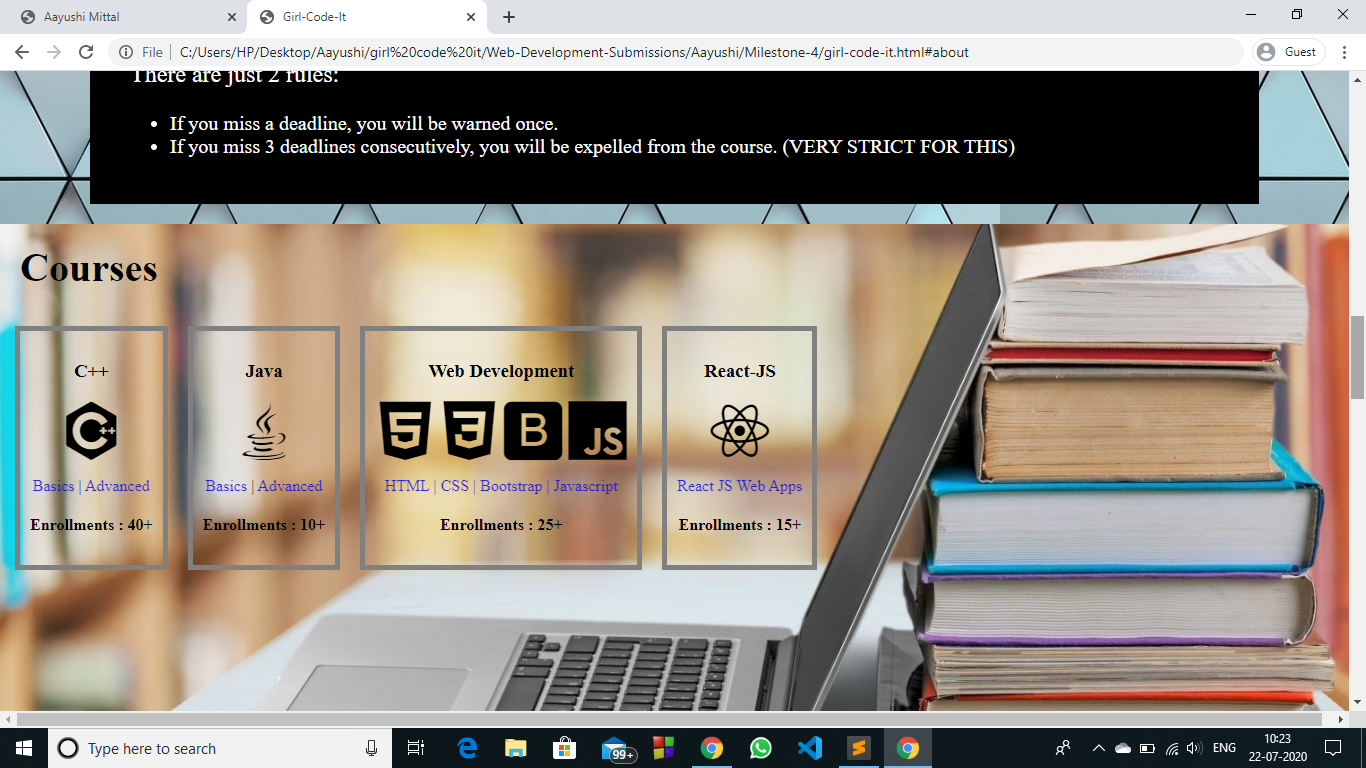 Aayushi Mittal
Girl-Code-It
File
C:/Users/HP/Desktop/Aayushi/girl%20code%20it/Web-Development-Submissions/Aayushi/Milestone-4/girl-code-it.html#about
Guest
There are just 2 rules:
• If you miss a deadline, you will be warned once.
• If you miss 3 deadlines consecutively, you will be expelled from the course. (VERY STRICT FOR THIS)
Courses
C++
C++
Basics | Advanced
Enrollments : 40+
Java
Basics | Advanced
Enrollments : 10+
Web Development
5 3 B JS
HTML | CSS | Bootstrap | Javascript
Enrollments : 25+
React-JS
React JS Web Apps
Enrollments : 15+
Type here to search
99+
ENG
10:23
22-07-2020